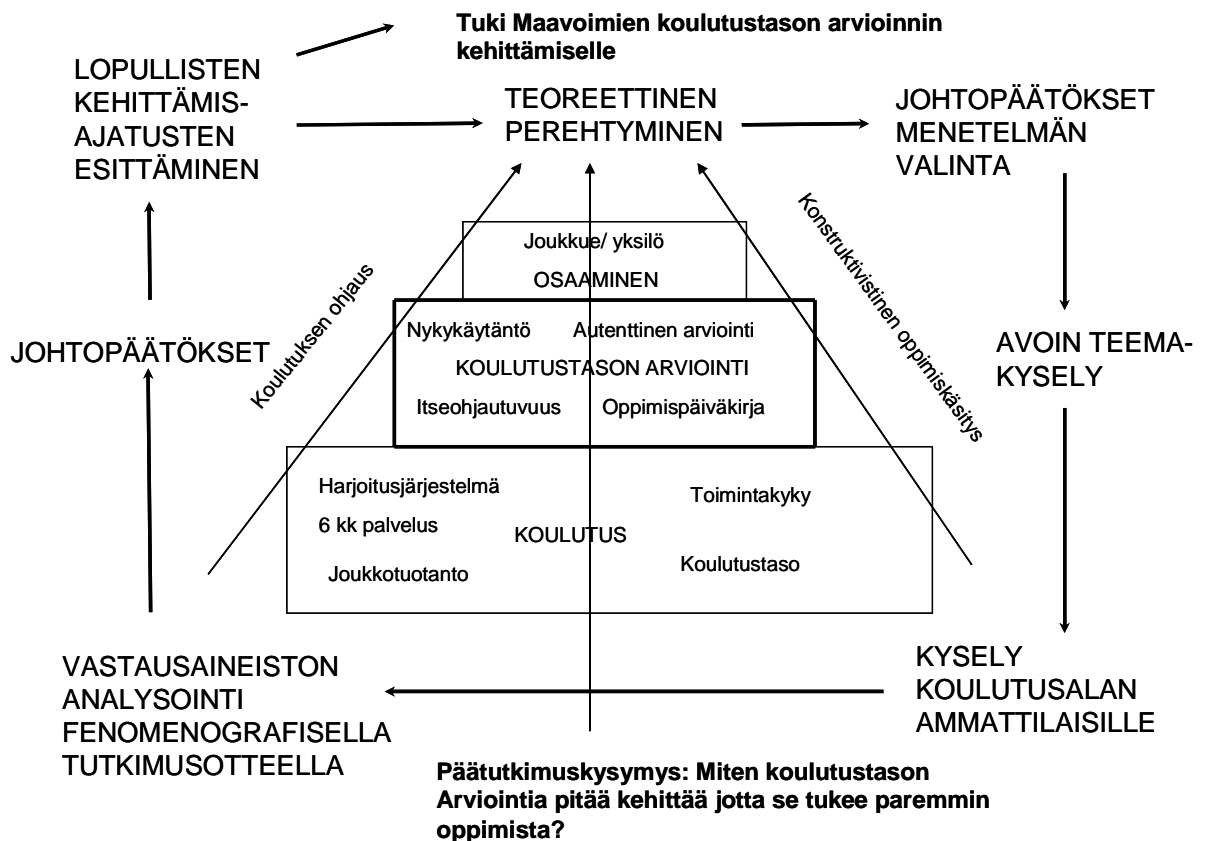 Tuki Maavoimien koulutustason arvioinnin
kehittämiselle
LOPULLISTEN
KEHITTÄMIS-
AJATUSTEN
ESITTÄMINEN
TEOREETTINEN
PEREHTYMINEN
JOHTOPÄÄTÖKSET
MENETELMÄN
VALINTA
Koulutuksen ohjaus
Joukkue/ yksilö
OSAAMINEN
Konstruktivistinen oppimiskäsitys
Nykykäytäntö
Autenttinen arviointi
KOULUTUSTASON ARVIOINTI
Itseohjautuvuus
Oppimispäiväkirja
JOHTOPÄÄTÖKSET
AVOIN TEEMA-
KYSELY
Harjoitusjärjestelmä
6 kk palvelus
Joukkotuotanto
KOULUTUS
Toimintakyky
Koulutustaso
VASTAUSAINEISTON
ANALYSOINTI
FENOMENOGRAFISELLA
TUTKIMUSOTTEELLA
KYSELY
KOULUTUSALAN
AMMATTILAISILLE
Päätutkimuskysymys: Miten koulutustason
Arviointia pitää kehittää jotta se tukee paremmin
oppimista?